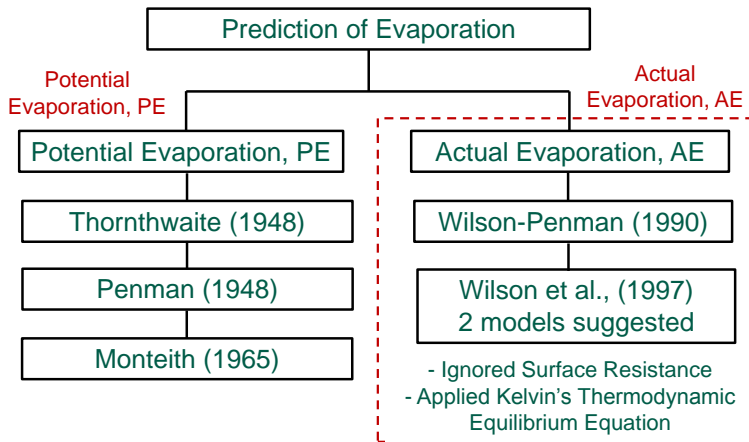 Prediction of Evaporation
Potential
Evaporation, PE
Actual
Evaporation, AE
Potential Evaporation, PE
Thornthwaite (1948)
Penman (1948)
Monteith (1965)
Actual Evaporation, AE
Wilson-Penman (1990)
Wilson et al., (1997)
2 models suggested
- Ignored Surface Resistance
- Applied Kelvin’s Thermodynamic
Equilibrium Equation